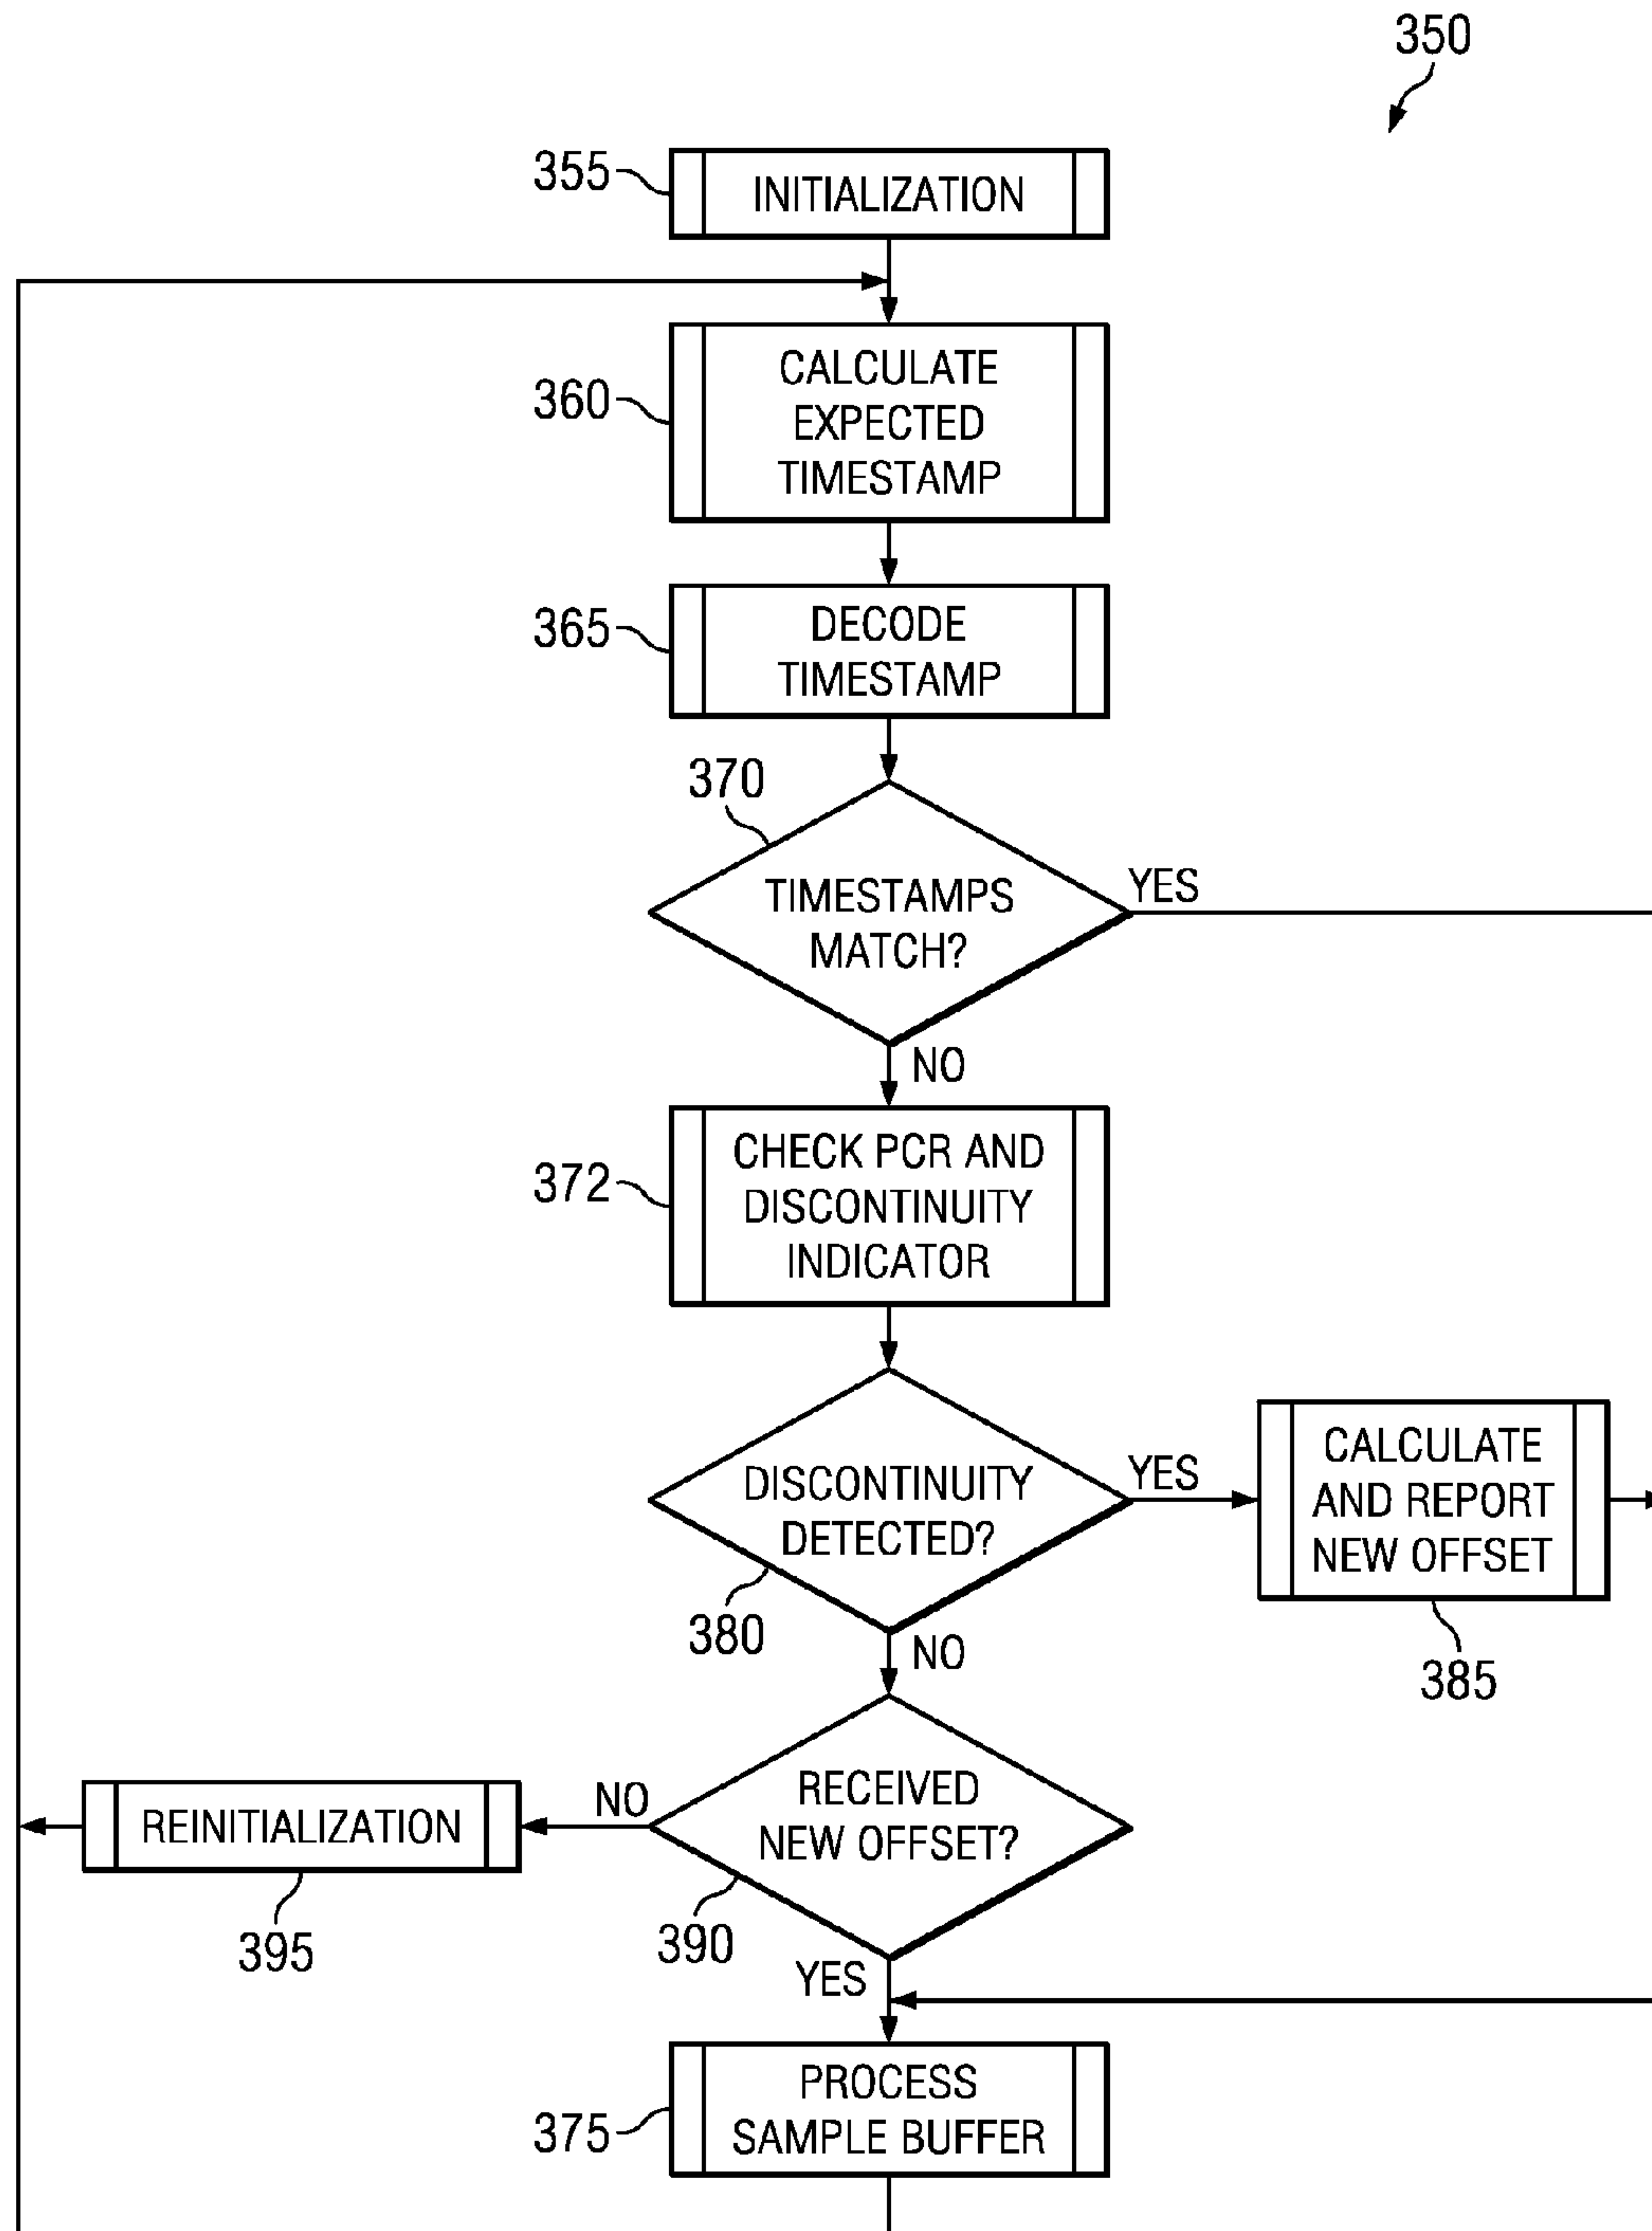 350
355
INITIALIZATION
360
CALCULATE
EXPECTED
TIMESTAMP
365
DECODE
TIMESTAMP
370
TIMESTAMPS
MATCH?
YES
NO
372
CHECK PCR AND
DISCONTINUITY
INDICATOR
DISCONTINUITY
DETECTED?
380
YES
CALCULATE
AND REPORT
NEW OFFSET
385
NO
RECEIVED
NEW OFFSET?
390
NO
REINITIALIZATION
395
YES
375
PROCESS
SAMPLE BUFFER